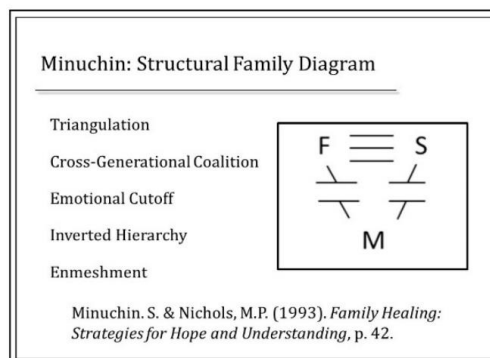 Minuchin: Structural Family Diagram
Triangulation
Cross-Generational Coalition
Emotional Cutoff
Inverted Hierarchy
Enmeshment
F S
M
Minuchin. S. & Nichols, M.P. (1993). Family Healing:
Strategies for Hope and Understanding, p. 42.